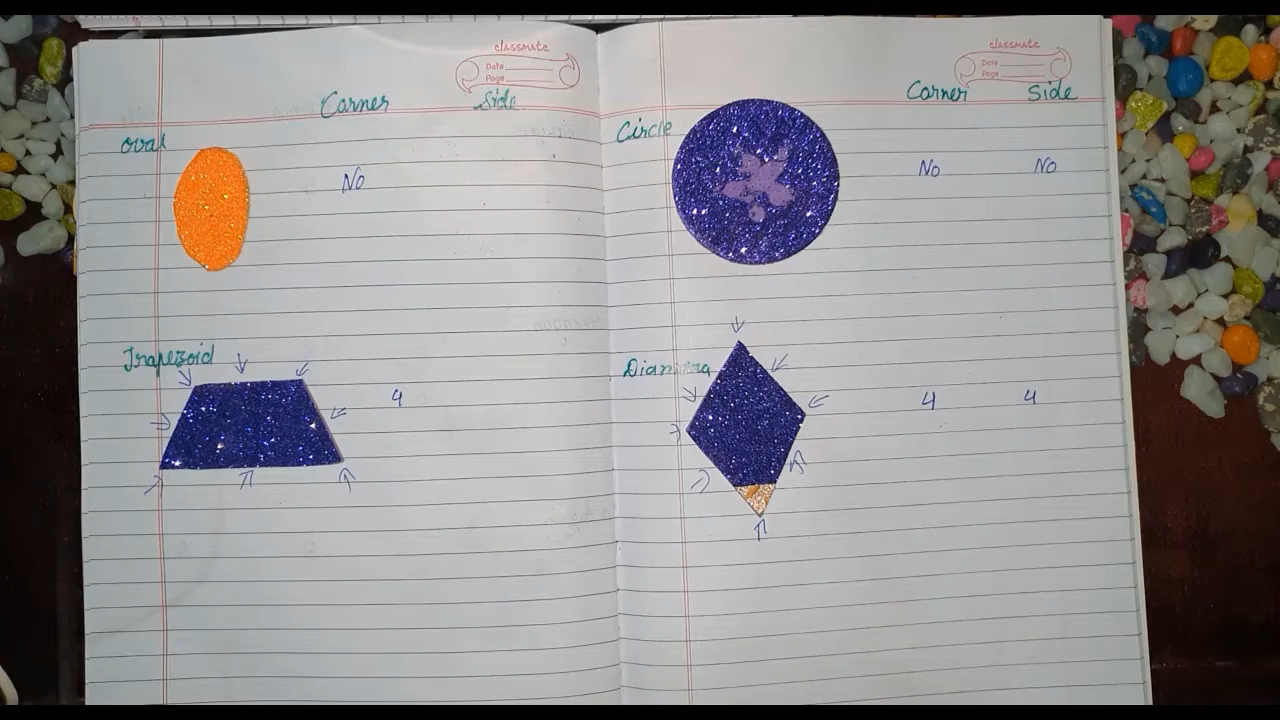 classmate
Date
Page
Corner Side
Oval
No
Trapezoid
4
classmate
Date
Page
Corner Side
Circle
No No
4 4